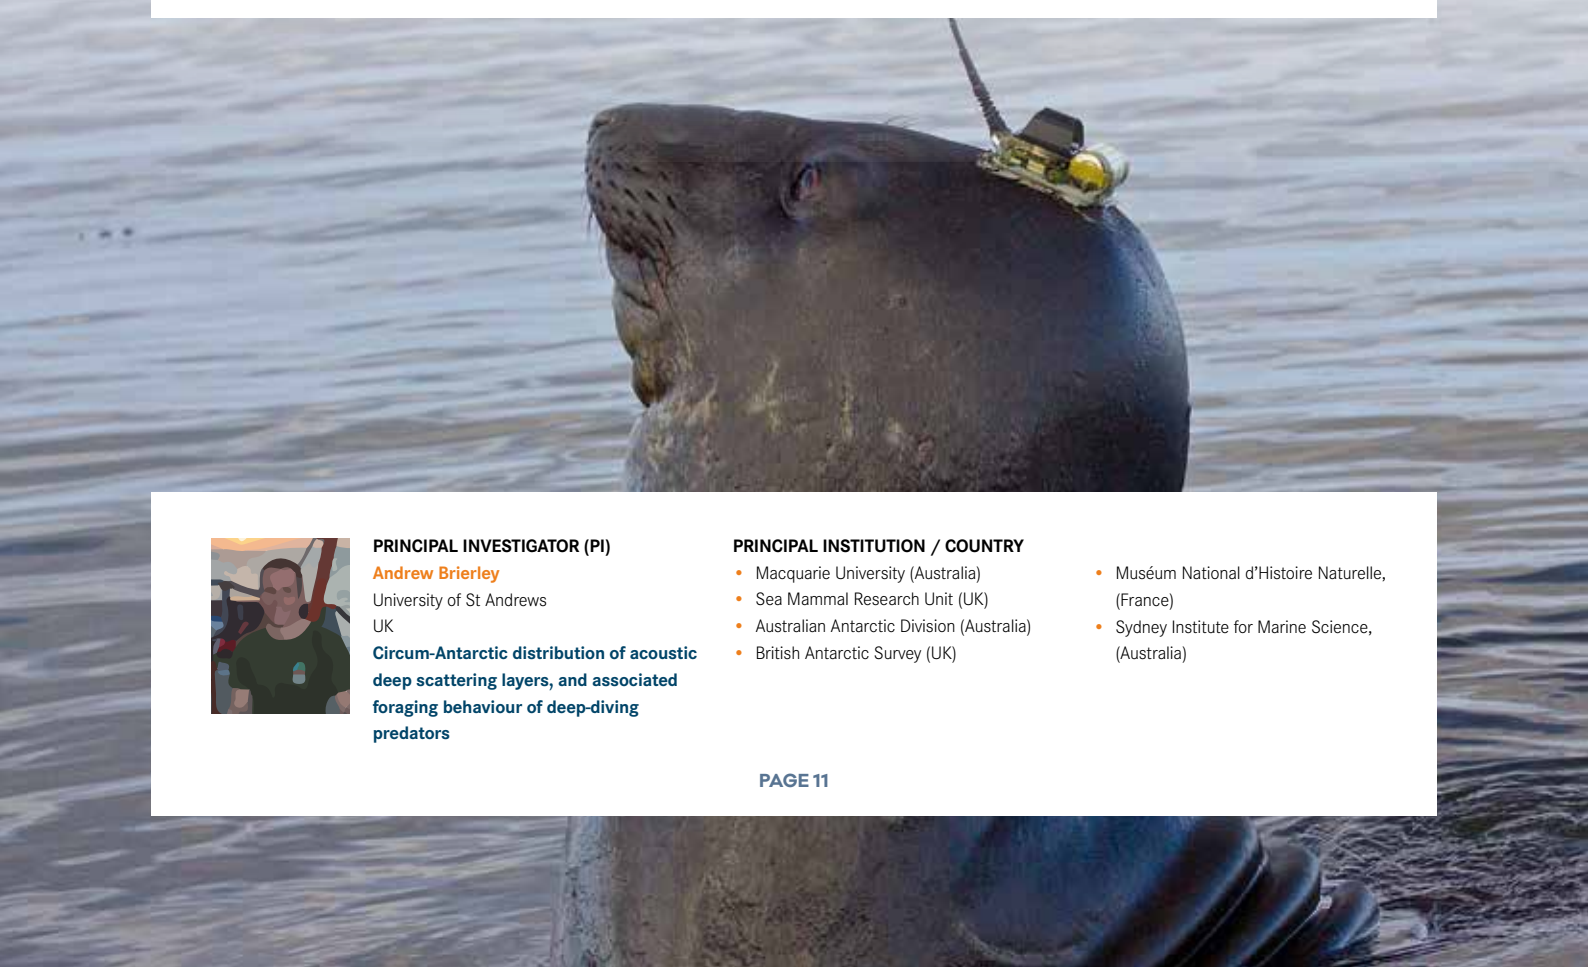 PRINCIPAL INVESTIGATOR (PI)
Andrew Brierley
University of St Andrews
UK
Circum-Antarctic distribution of acoustic
deep scattering layers, and associated
foraging behaviour of deep-diving
predators
PRINCIPAL INSTITUTION / COUNTRY
• Macquarie University (Australia)
• Sea Mammal Research Unit (UK)
• Australian Antarctic Division (Australia)
• British Antarctic Survey (UK)
• Muséum National d’Histoire Naturelle,
(France)
• Sydney Institute for Marine Science,
(Australia)
PAGE 11